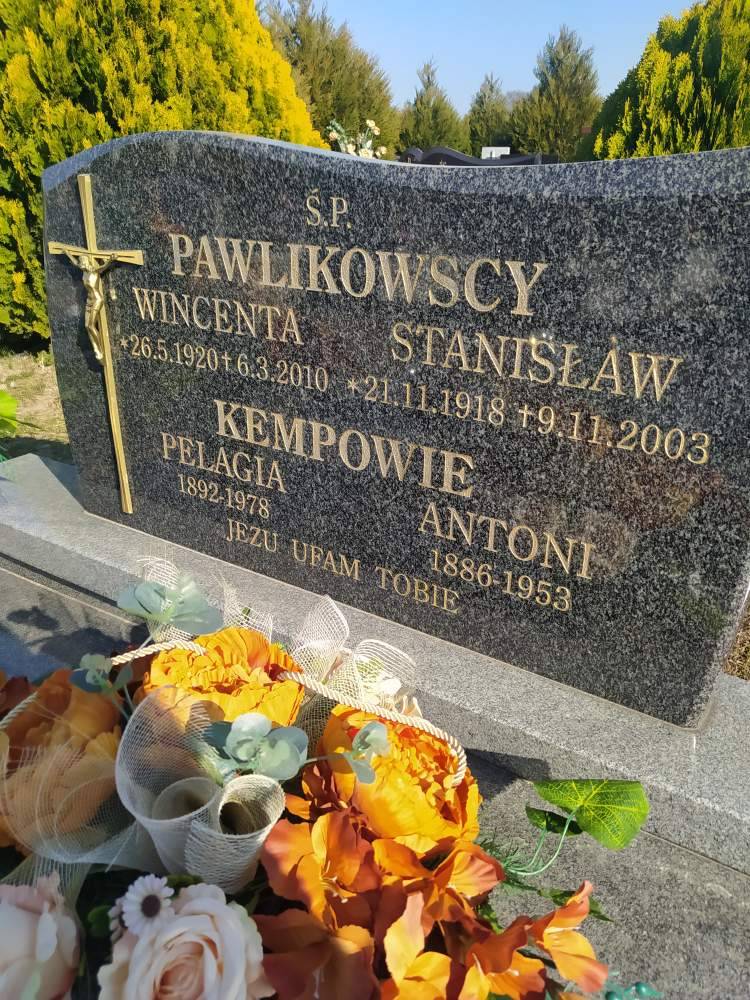 Ś.P.
PAWLIKOWSCY
WINCENTA STANISŁAW
*26.5.1920 +6.3.2010 *21.11.1918 +9.11.2003
KEMPOWIE
PELAGIA ANTONI
1892-1978 1886-1953
JEZU UFAM TOBIE